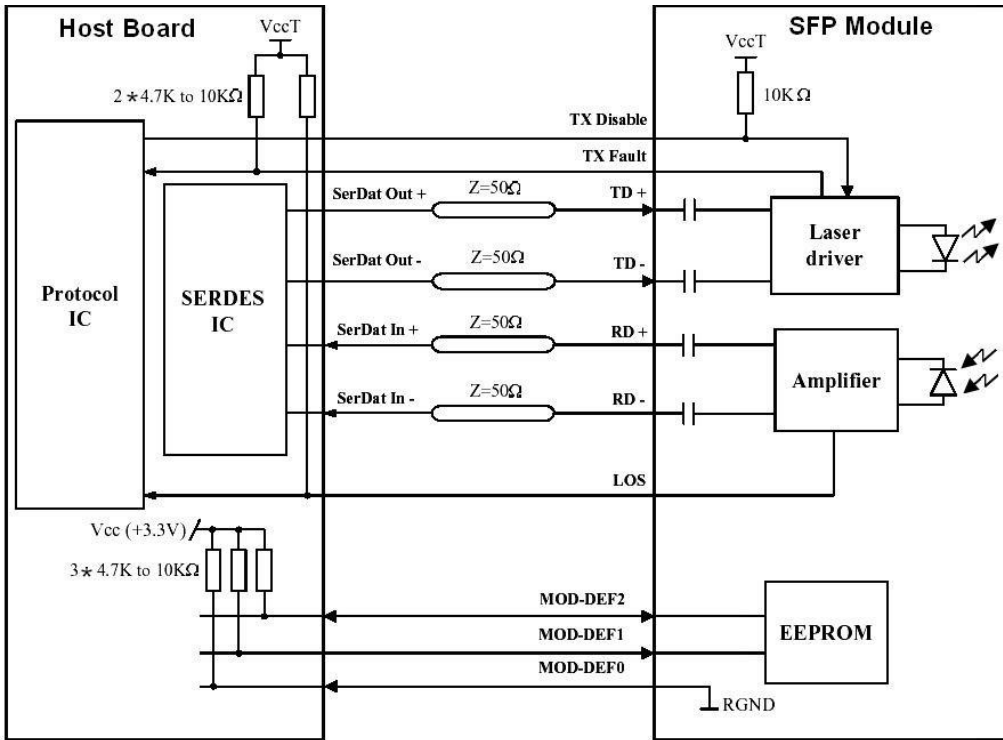 Host Board
SFP Module
VccT
VccT
2*4.7K to 10KΩ
10KΩ
TX Disable
TX Fault
SerDat Out +
Z=50Ω
TD +
Laser
driver
SerDat Out -
Z=50Ω
TD -
Protocol
IC
SERDES
IC
SerDat In +
Z=50Ω
RD +
Amplifier
SerDat In -
Z=50Ω
RD -
LOS
Vcc (+3.3V)
3*4.7K to 10KΩ
MOD-DEF2
MOD-DEF1
MOD-DEF0
EEPROM
RGND